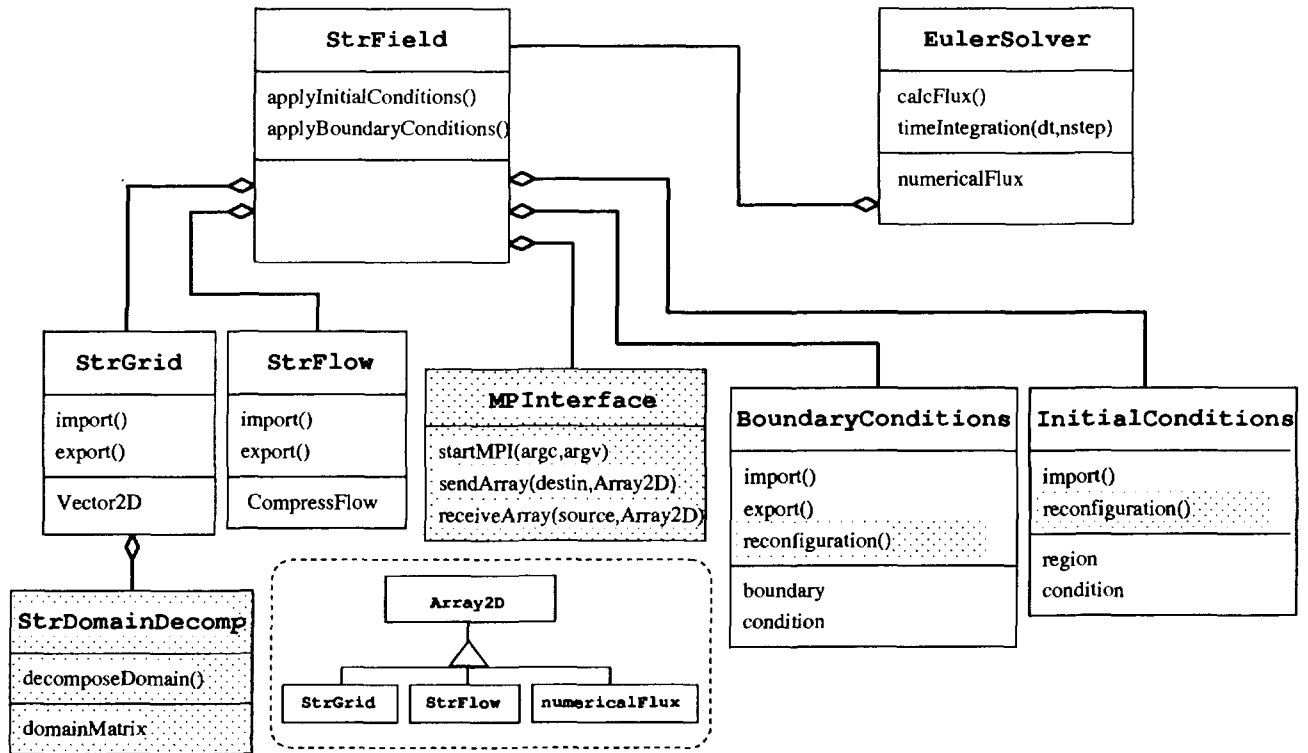 StrField
applyInitialConditions()
applyBoundaryConditions()
EulerSolver
calcFlux()
timeIntegration(dt,nstep)
numericalFlux
StrGrid
import()
export()
Vector2D
StrFlow
import()
export()
CompressFlow
MPInterface
startMPI(argc,argv)
sendArray(destin,Array2D)
receiveArray(source,Array2D)
BoundaryConditions
import()
export()
reconfiguration()
boundary
condition
InitialConditions
import()
reconfiguration()
region
condition
StrDomainDecomp
decomposeDomain()
domainMatrix
Array2D
StrGrid
StrFlow
numericalFlux